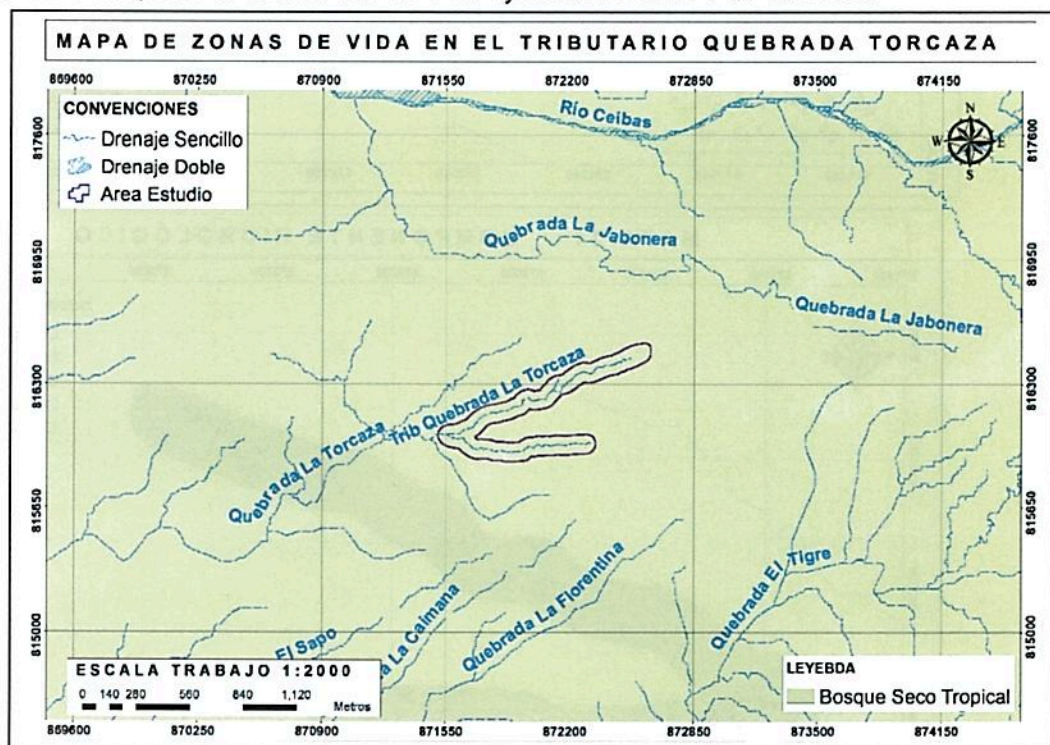 MAPA DE ZONAS DE VIDA EN EL TRIBUTARIO QUEBRADA TORCAZA
869600 870250 870900 871550 872200 872850 873500 874150
CONVENCIONES
Drenaje Sencillo
Drenaje Doble
Area Estudio
Río Ceibas
N
W E
S
817600 817600
Quebrada La Jabonera
816950 816950
Quebrada La Jabonera
816300 816300
Trib Quebrada La Torcaza
Quebrada La Torcaza
815650 815650
Quebrada La Florentina
Quebrada El Tigre
815000 815000
El Sapo
La Caimana
ESCALA TRABAJO 1:2000
0 140 280 560 840 1,120
Metros
LEYEBDA
Bosque Seco Tropical
869600 870250 870900 871550 872200 872850 873500 874150